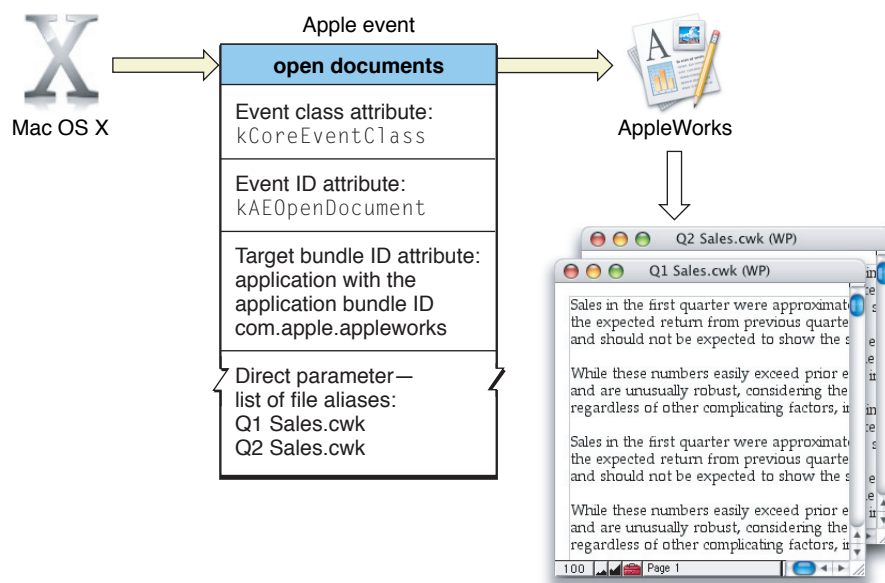 Apple event
open documents
Mac OS X
AppleWorks
Event class attribute:
kCoreEventClass
Event ID attribute:
kAEOpenDocument
Target bundle ID attribute:
application with the
application bundle ID
com.apple.appleworks
Direct parameter—
list of file aliases:
Q1 Sales.cwk
Q2 Sales.cwk
Q2 Sales.cwk (WP)
Q1 Sales.cwk (WP)
Sales in the first quarter were approximate
the expected return from previous quarte
and should not be expected to show the s
While these numbers easily exceed prior e
and are unusually robust, considering the
regardless of other complicating factors, in
Sales in the first quarter were approximate
the expected return from previous quarte
and should not be expected to show the s
While these numbers easily exceed prior e
and are unusually robust, considering the
regardless of other complicating factors, in
100 Page 1